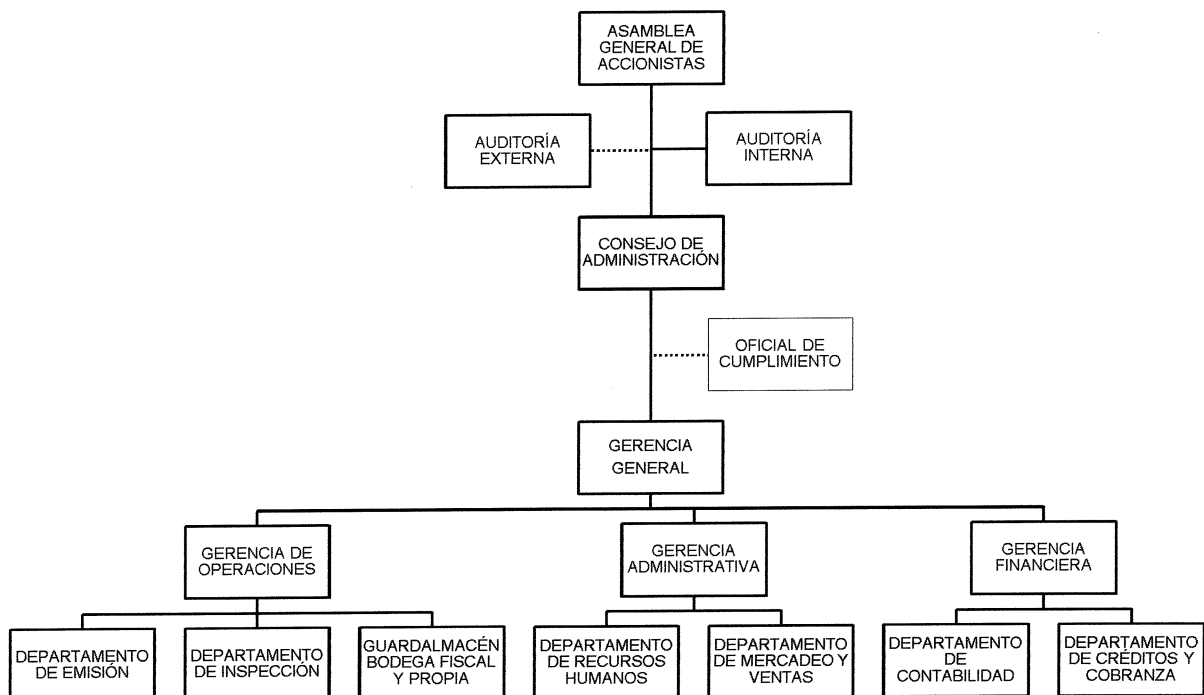 ASAMBLEA
GENERAL DE
ACCIONISTAS
AUDITORÍA
EXTERNA
AUDITORÍA
INTERNA
CONSEJO DE
ADMINISTRACIÓN
OFICIAL DE
CUMPLIMIENTO
GERENCIA
GENERAL
GERENCIA DE
OPERACIONES
GERENCIA
ADMINISTRATIVA
GERENCIA
FINANCIERA
DEPARTAMENTO
DE EMISIÓN
DEPARTAMENTO
DE INSPECCIÓN
GUARDALMACÉN
BODEGA FISCAL
Y PROPIA
DEPARTAMENTO
DE RECURSOS
HUMANOS
DEPARTAMENTO
DE MERCADEO Y
VENTAS
DEPARTAMENTO
DE
CONTABILIDAD
DEPARTAMENTO
DE CRÉDITOS Y
COBRANZA